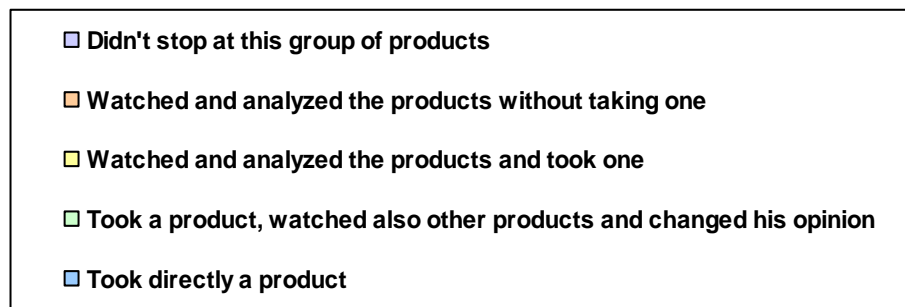 Didn't stop at this group of products
Watched and analyzed the products without taking one
Watched and analyzed the products and took one
Took a product, watched also other products and changed his opinion
Took directly a product